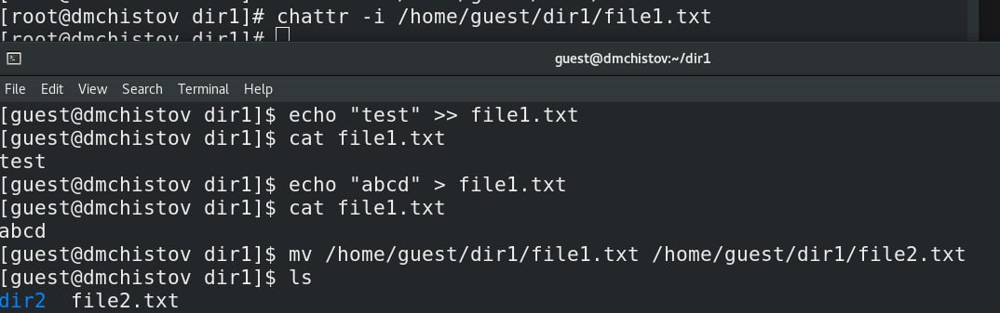 [root@dmchistov dir1]# chattr -i /home/guest/dir1/file1.txt
[root@dmchistov dir1]#
guest@dmchistov:~/dir1
File Edit View Search Terminal Help
[guest@dmchistov dir1]$ echo "test" >> file1.txt
[guest@dmchistov dir1]$ cat file1.txt
test
[guest@dmchistov dir1]$ echo "abcd" > file1.txt
[guest@dmchistov dir1]$ cat file1.txt
abcd
[guest@dmchistov dir1]$ mv /home/guest/dir1/file1.txt /home/guest/dir1/file2.txt
[guest@dmchistov dir1]$ ls
dir2 file2.txt